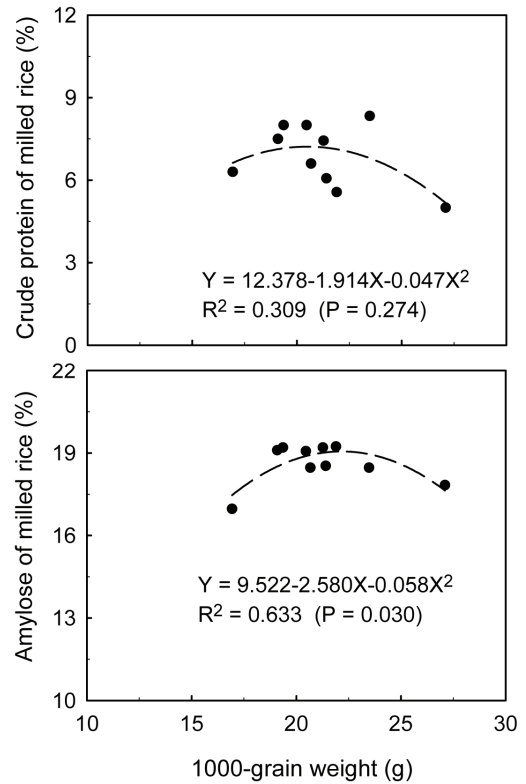 12
9
6
3
0
Crude protein of milled rice (%)
Y = 12.378-1.914X-0.047X²
R² = 0.309 (P = 0.274)
22
19
16
13
10
Amylose of milled rice (%)
Y = 9.522-2.580X-0.058X²
R² = 0.633 (P = 0.030)
10 15 20 25 30
1000-grain weight (g)